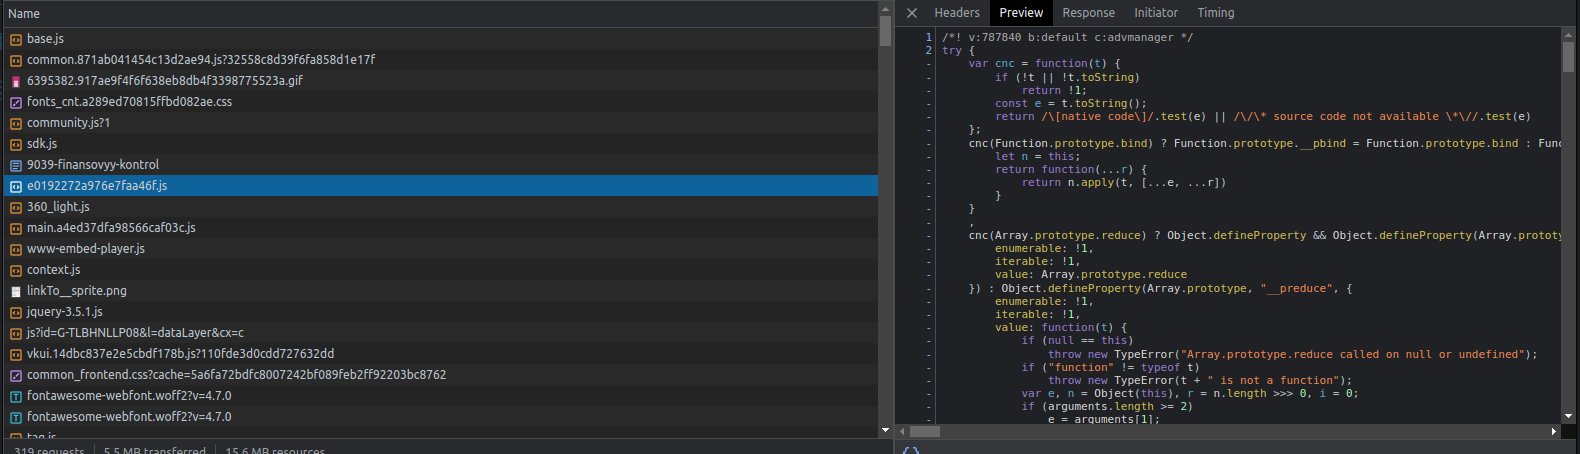 Name
base.js
common.871ab041454c13d2ae94.js?32558c8d39f6fa858d1e17f
6395382.917ae9f4f6f638eb8db4f3398775523a.gif
fonts_cnt.a289ed70815ffbd082ae.css
community.js?1
sdk.js
9039-finansovyy-kontrol
e0192272a976e7faa46f.js
360_light.js
main.a4ed37dfa98566caf03c.js
www-embed-player.js
context.js
linkTo__sprite.png
jquery-3.5.1.js
js?id=G-TLBHNLLP08&l=dataLayer&cx=c
vkui.14dbc837e2e5cbdf178b.js?110fde3d0cdd727632dd
common_frontend.css?cache=5a6fa72bdfc8007242bf089feb2ff92203bc8762
fontawesome-webfont.woff2?v=4.7.0
fontawesome-webfont.woff2?v=4.7.0
tag.js
319 requests | 5.5 MB transferred | 15.6 MB resources
Headers Preview Response Initiator Timing
1 /*! v:787840 b:default c:advmanager */
2 try {
- var cnc = function(t) {
- if (!t || !t.toString)
- return !1;
- const e = t.toString();
- return /\[native code\]/.test(e) || /\/\* source code not available \*\//.test(e)
- };
- cnc(Function.prototype.bind) ? Function.prototype.__pbind = Function.prototype.bind : Func
- let n = this;
- return function(...r) {
- return n.apply(t, [...e, ...r])
- }
- }
- ,
- cnc(Array.prototype.reduce) ? Object.defineProperty && Object.defineProperty(Array.prototy
- enumerable: !1,
- iterable: !1,
- value: Array.prototype.reduce
- }) : Object.defineProperty(Array.prototype, "__preduce", {
- enumerable: !1,
- iterable: !1,
- value: function(t) {
- if (null == this)
- throw new TypeError("Array.prototype.reduce called on null or undefined");
- if ("function" != typeof t)
- throw new TypeError(t + " is not a function");
- var e, n = Object(this), r = n.length >>> 0, i = 0;
- if (arguments.length >= 2)
- e = arguments[1];
{}